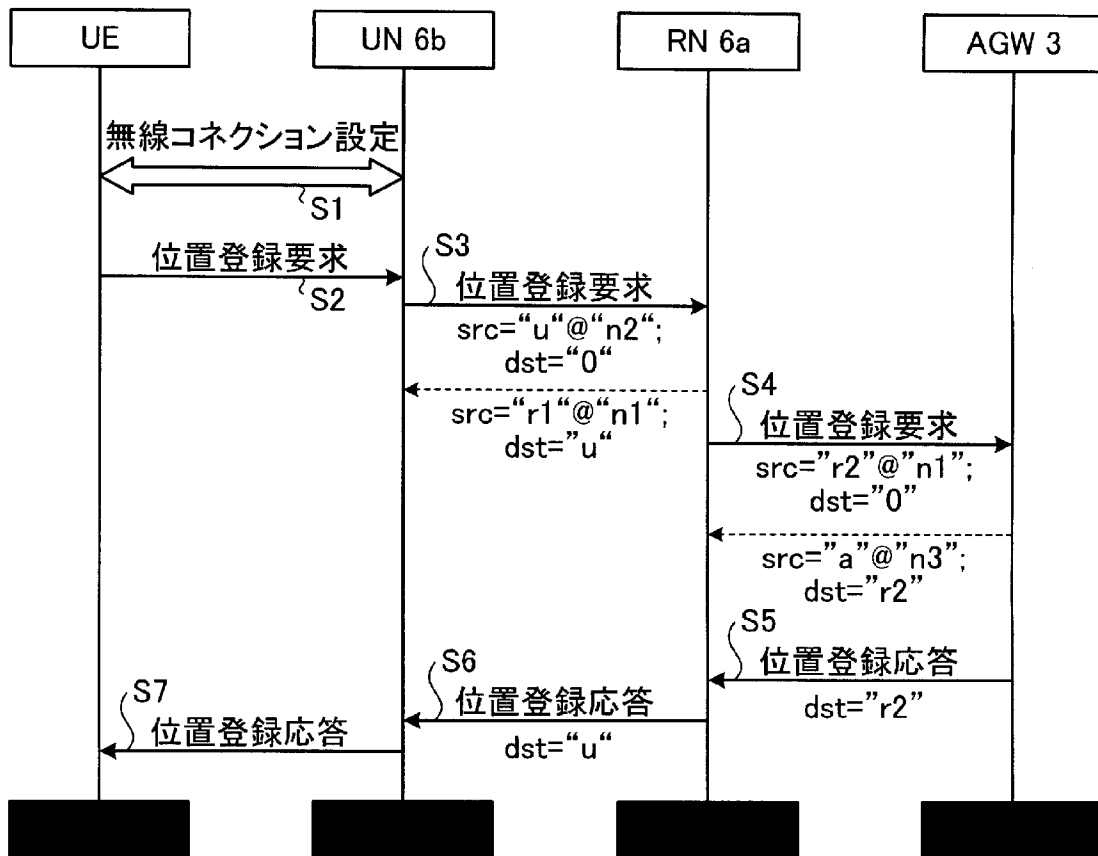 UE
UN 6b
RN 6a
AGW 3
無線コネクション設定
S1
位置登録要求
S2
S3
位置登録要求
src=“u“@“n2“;
dst=“0“
src=“r1“@“n1“;
dst=”u“
S4
位置登録要求
src=”r2”@”n1”;
dst=”0”
src=”a”@”n3”;
dst=”r2”
S5
位置登録応答
dst=”r2”
S6
位置登録応答
dst=“u“
S7
位置登録応答